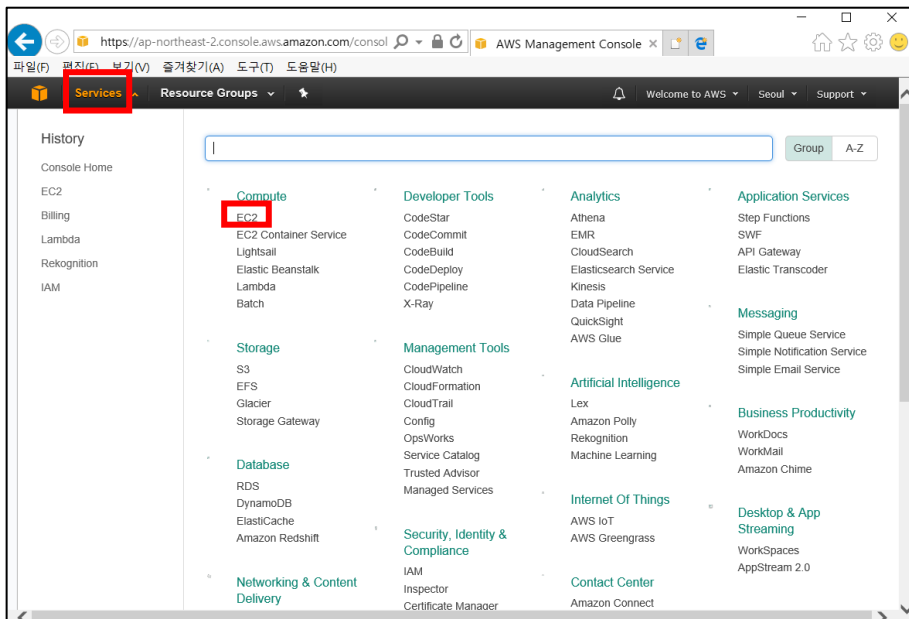 https://ap-northeast-2.console.aws.amazon.com/consol
AWS Management Console
파일(F) 편집(E) 보기(V) 즐겨찾기(A) 도구(T) 도움말(H)
Services Resource Groups Welcome to AWS Seoul Support
History
Console Home
EC2
Billing
Lambda
Rekognition
IAM
Group A-Z
Compute
EC2
EC2 Container Service
Lightsail
Elastic Beanstalk
Lambda
Batch
Storage
S3
EFS
Glacier
Storage Gateway
Database
RDS
DynamoDB
ElastiCache
Amazon Redshift
Networking & Content
Delivery
Developer Tools
CodeStar
CodeCommit
CodeBuild
CodeDeploy
CodePipeline
X-Ray
Management Tools
CloudWatch
CloudFormation
CloudTrail
Config
OpsWorks
Service Catalog
Trusted Advisor
Managed Services
Security, Identity &
Compliance
IAM
Inspector
Certificate Manager
Analytics
Athena
EMR
CloudSearch
Elasticsearch Service
Kinesis
Data Pipeline
QuickSight
AWS Glue
Artificial Intelligence
Lex
Amazon Polly
Rekognition
Machine Learning
Internet Of Things
AWS IoT
AWS Greengrass
Contact Center
Amazon Connect
Application Services
Step Functions
SWF
API Gateway
Elastic Transcoder
Messaging
Simple Queue Service
Simple Notification Service
Simple Email Service
Business Productivity
WorkDocs
WorkMail
Amazon Chime
Desktop & App
Streaming
WorkSpaces
AppStream 2.0